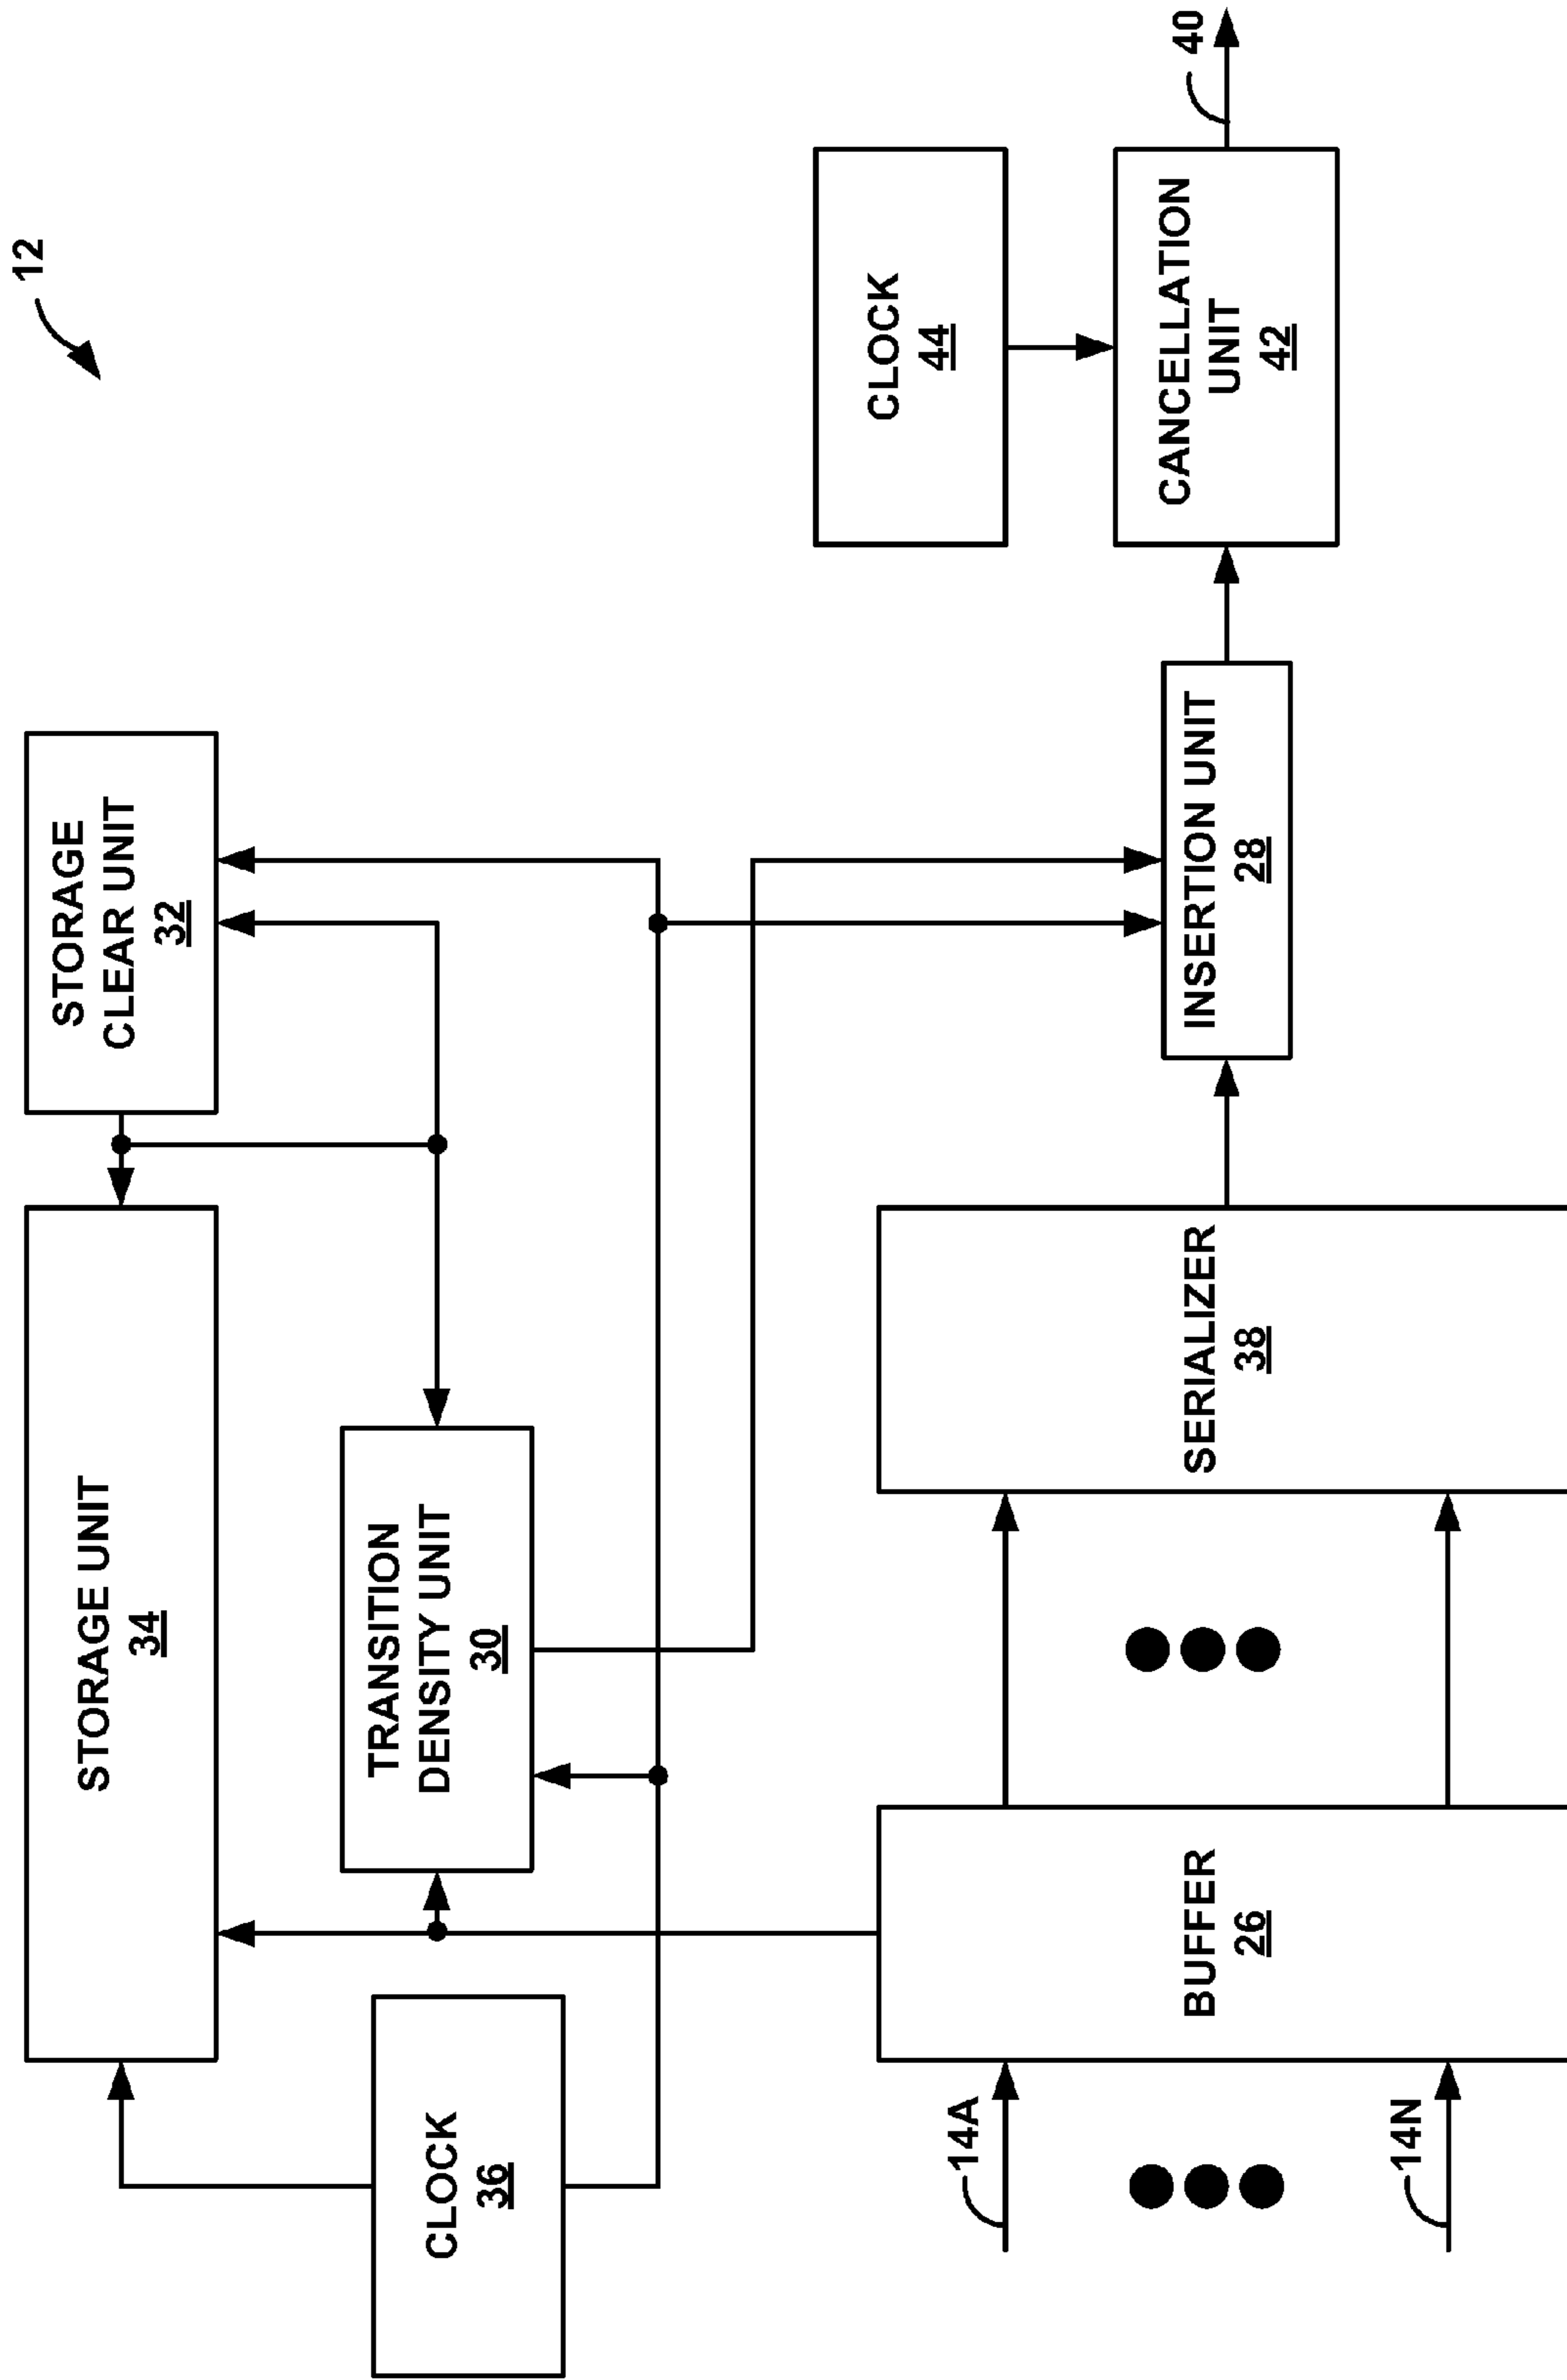 12
STORAGE UNIT
34
STORAGE
CLEAR UNIT
32
TRANSITION
DENSITY UNIT
30
CLOCK
36
CLOCK
44
14A
14N
BUFFER
26
SERIALIZER
38
INSERTION UNIT
28
CANCELLATION
UNIT
42
40